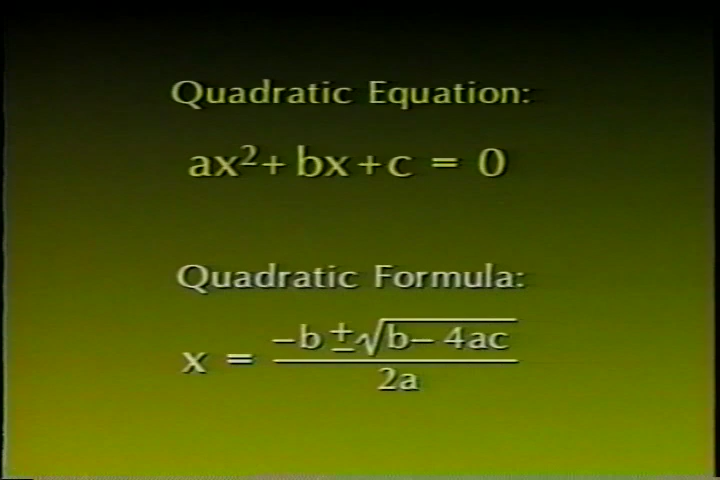 Quadratic Equation:
ax²+ bx + c = 0
Quadratic Formula:
x = −b ± √b− 4ac / 2a